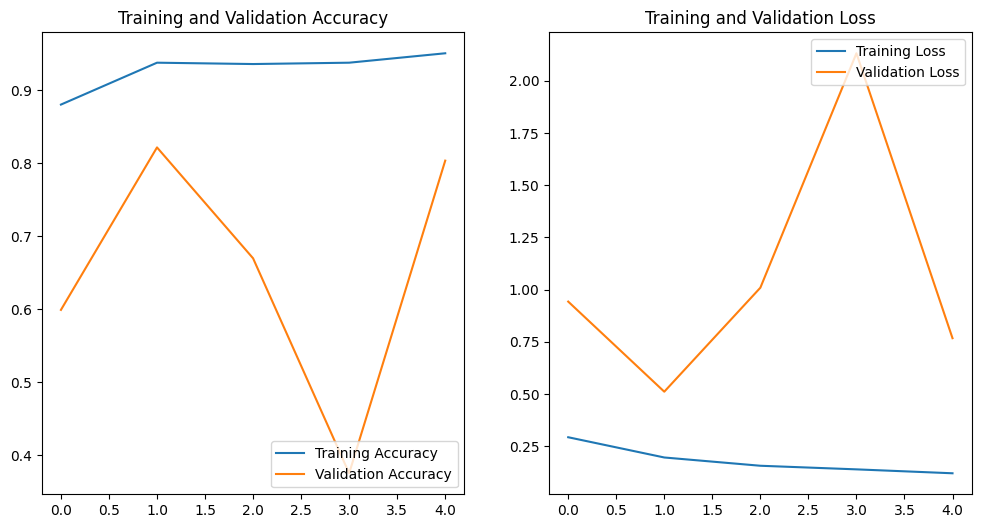 Training and Validation Accuracy
0.9
0.8
0.7
0.6
0.5
0.4
Training Accuracy
Validation Accuracy
0.0 0.5 1.0 1.5 2.0 2.5 3.0 3.5 4.0
Training and Validation Loss
Training Loss
Validation Loss
2.00
1.75
1.50
1.25
1.00
0.75
0.50
0.25
0.0 0.5 1.0 1.5 2.0 2.5 3.0 3.5 4.0